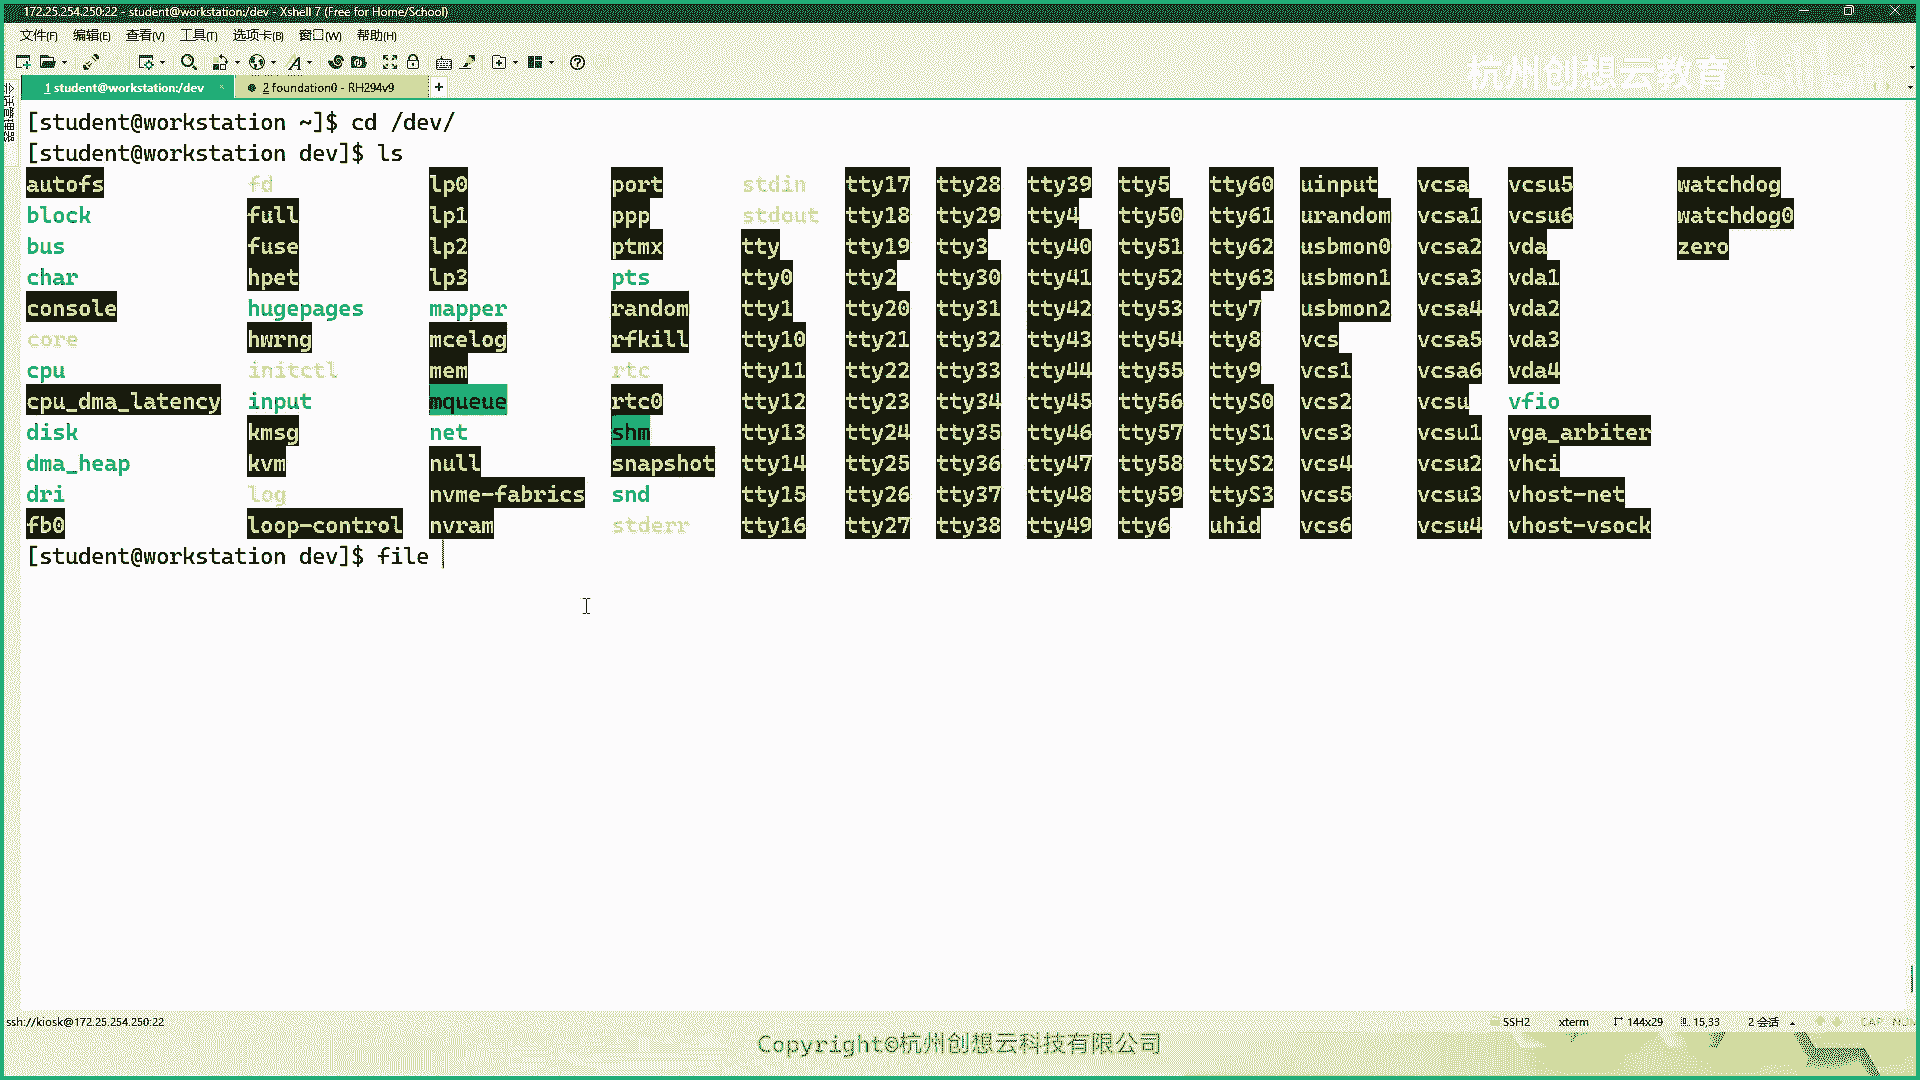 172.25.254.250:22 - student@workstation:/dev - Xshell 7 (Free for Home/School)
文件(F) 编辑(E) 查看(V) 工具(T) 选项卡(B) 窗口(W) 帮助(H)
杭州创想云教育
1 student@workstation:/dev × 2 foundation0 - RH294v9 +
[student@workstation ~]$ cd /dev/
[student@workstation dev]$ ls
autofs fd lp0 port stdin tty17 tty28 tty39 tty5 tty60 uinput vcsa vcsu5 watchdog
block full lp1 ppp stdout tty18 tty29 tty4 tty50 tty61 urandom vcsa1 vcsu6 watchdog0
bus fuse lp2 ptmx tty tty19 tty3 tty40 tty51 tty62 usbmon0 vcsa2 vda zero
char hpet lp3 pts tty0 tty2 tty30 tty41 tty52 tty63 usbmon1 vcsa3 vda1
console hugepages mapper random tty1 tty20 tty31 tty42 tty53 tty7 usbmon2 vcsa4 vda2
core hwrng mcelog rfkill tty10 tty21 tty32 tty43 tty54 tty8 vcs vcsa5 vda3
cpu initctl mem rtc tty11 tty22 tty33 tty44 tty55 tty9 vcs1 vcsa6 vda4
cpu_dma_latency input mqueue rtc0 tty12 tty23 tty34 tty45 tty56 ttyS0 vcs2 vcsu vfio
disk kmsg net shm tty13 tty24 tty35 tty46 tty57 ttyS1 vcs3 vcsu1 vga_arbiter
dma_heap kvm null snapshot tty14 tty25 tty36 tty47 tty58 ttyS2 vcs4 vcsu2 vhci
dri log nvme-fabrics snd tty15 tty26 tty37 tty48 tty59 ttyS3 vcs5 vcsu3 vhost-net
fb0 loop-control nvram stderr tty16 tty27 tty38 tty49 tty6 uhid vcs6 vcsu4 vhost-vsock
[student@workstation dev]$ file
ssh://kiosk@172.25.254.250:22 SSH2 xterm 144x29 15,33 2 会话 CAP NUM
Copyright©杭州创想云科技有限公司